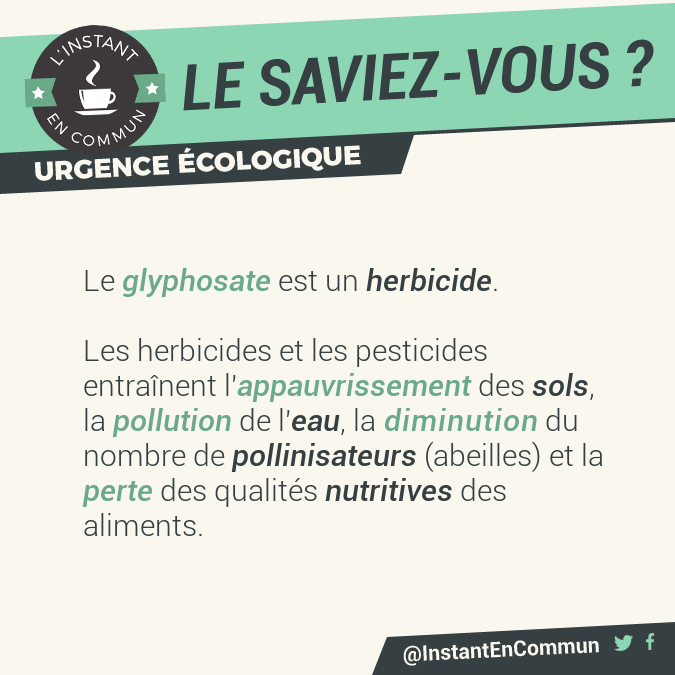 L'INSTANT
EN COMMUN
LE SAVIEZ-VOUS ?
URGENCE ÉCOLOGIQUE
Le glyphosate est un herbicide.
Les herbicides et les pesticides
entraînent l'appauvrissement des sols,
la pollution de l'eau, la diminution du
nombre de pollinisateurs (abeilles) et la
perte des qualités nutritives des
aliments.
@InstantEnCommun